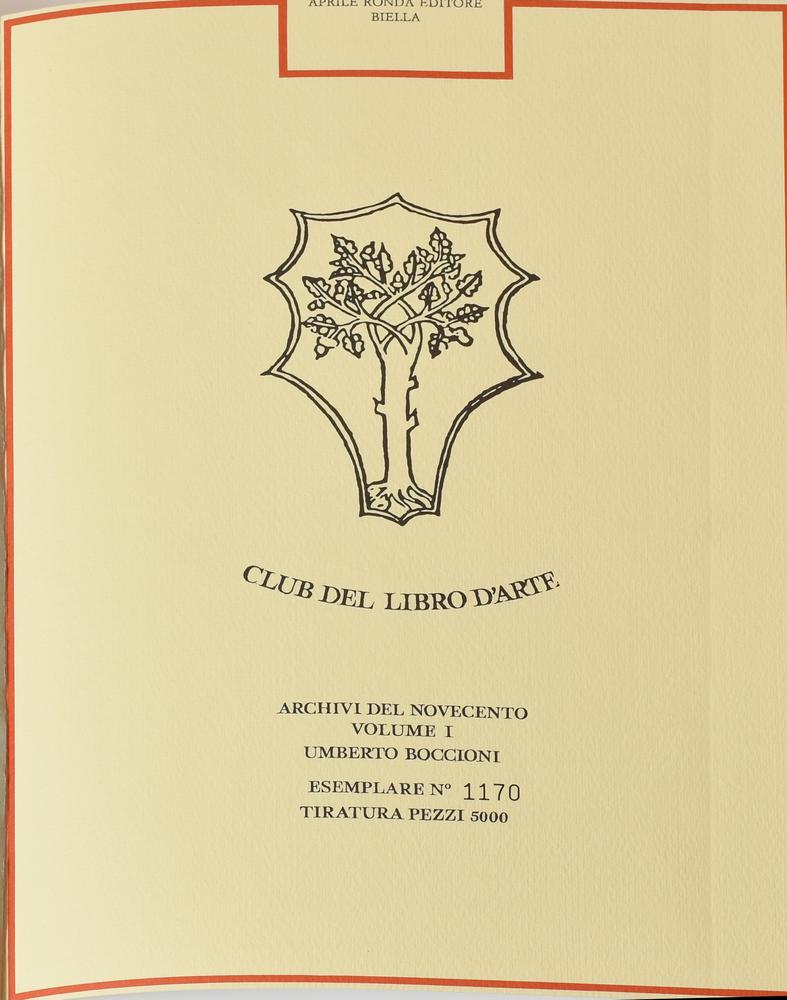 APRILE RONDA EDITORE
BIELLA
CLUB DEL LIBRO D'ARTE
ARCHIVI DEL NOVECENTO
VOLUME I
UMBERTO BOCCIONI
ESEMPLARE Nº 1170
TIRATURA PEZZI 5000